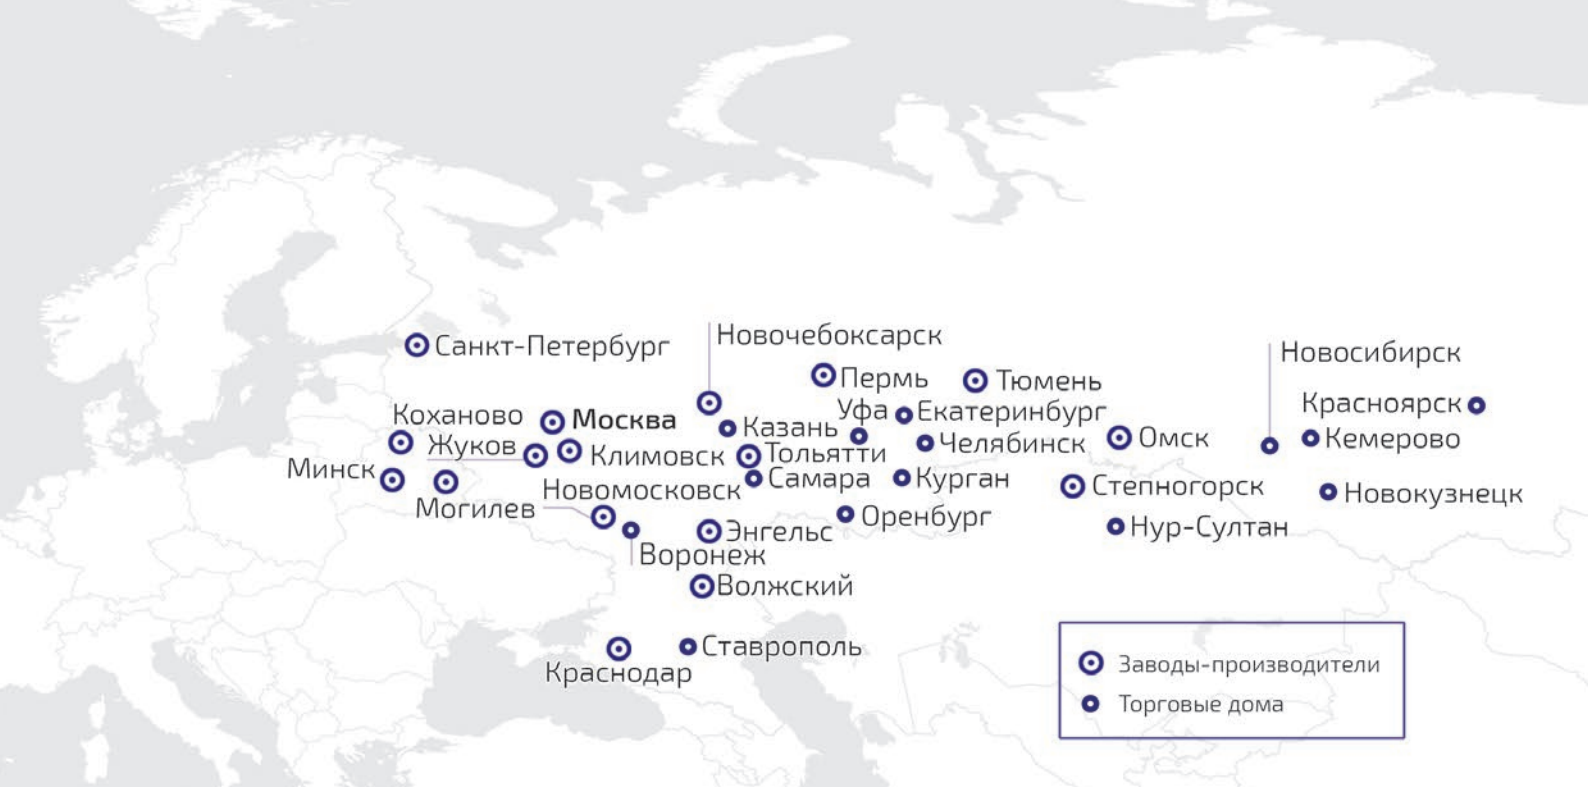 Новочебоксарск
Санкт-Петербург
Новосибирск
Пермь
Тюмень
Красноярск
Коханово
Москва
Уфа
Екатеринбург
Казань
Омск
Кемерово
Жуков
Климовск
Тольятти
Челябинск
Минск
Самара
Курган
Степногорск
Новомосковск
Новокузнецк
Могилев
Оренбург
Нур-Султан
Энгельс
Воронеж
Волжский
Ставрополь
Краснодар
Заводы-производители
Торговые дома